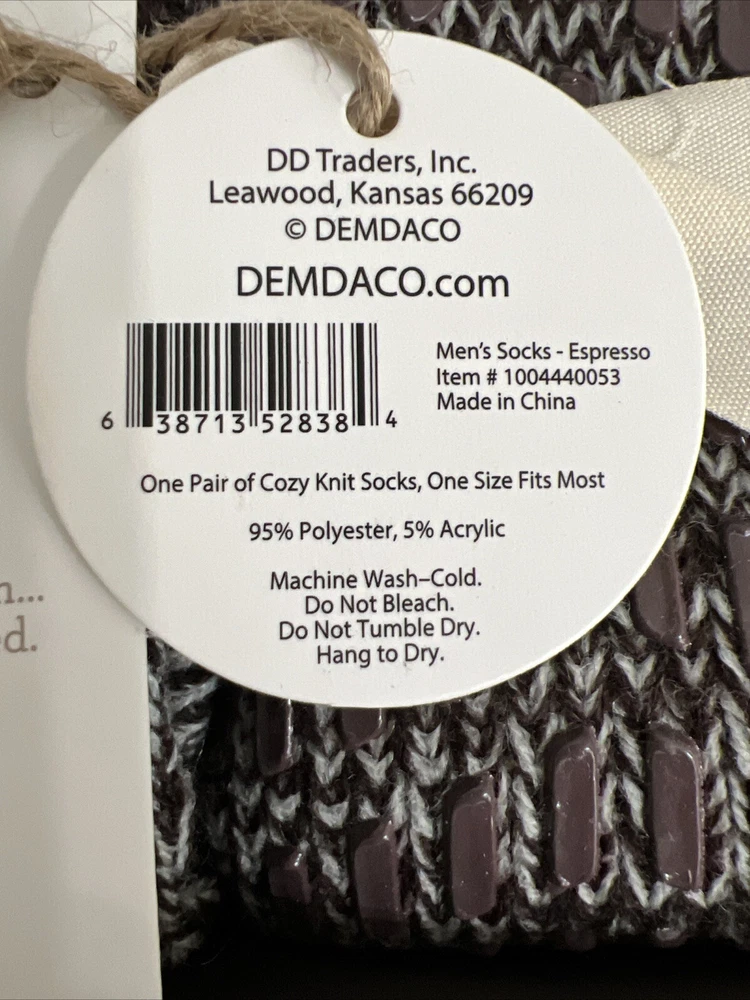 DD Traders, Inc.
Leawood, Kansas 66209
© DEMDACO
DEMDACO.com
6 38713 52838 4
Men's Socks - Espresso
Item # 1004440053
Made in China
One Pair of Cozy Knit Socks, One Size Fits Most
95% Polyester, 5% Acrylic
Machine Wash–Cold.
Do Not Bleach.
Do Not Tumble Dry.
Hang to Dry.